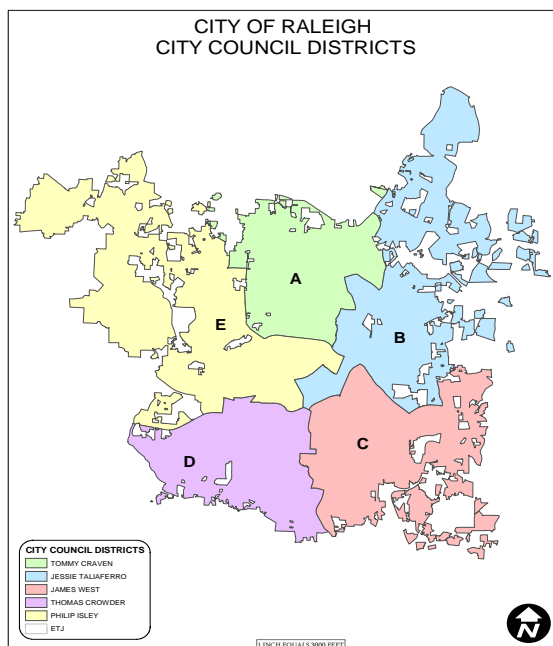 CITY OF RALEIGH
CITY COUNCIL DISTRICTS
A
E
B
C
D
CITY COUNCIL DISTRICTS
TOMMY CRAVEN
JESSIE TALIAFERRO
JAMES WEST
THOMAS CROWDER
PHILIP ISLEY
ETJ
N
1 INCH EQUALS 3000 FEET